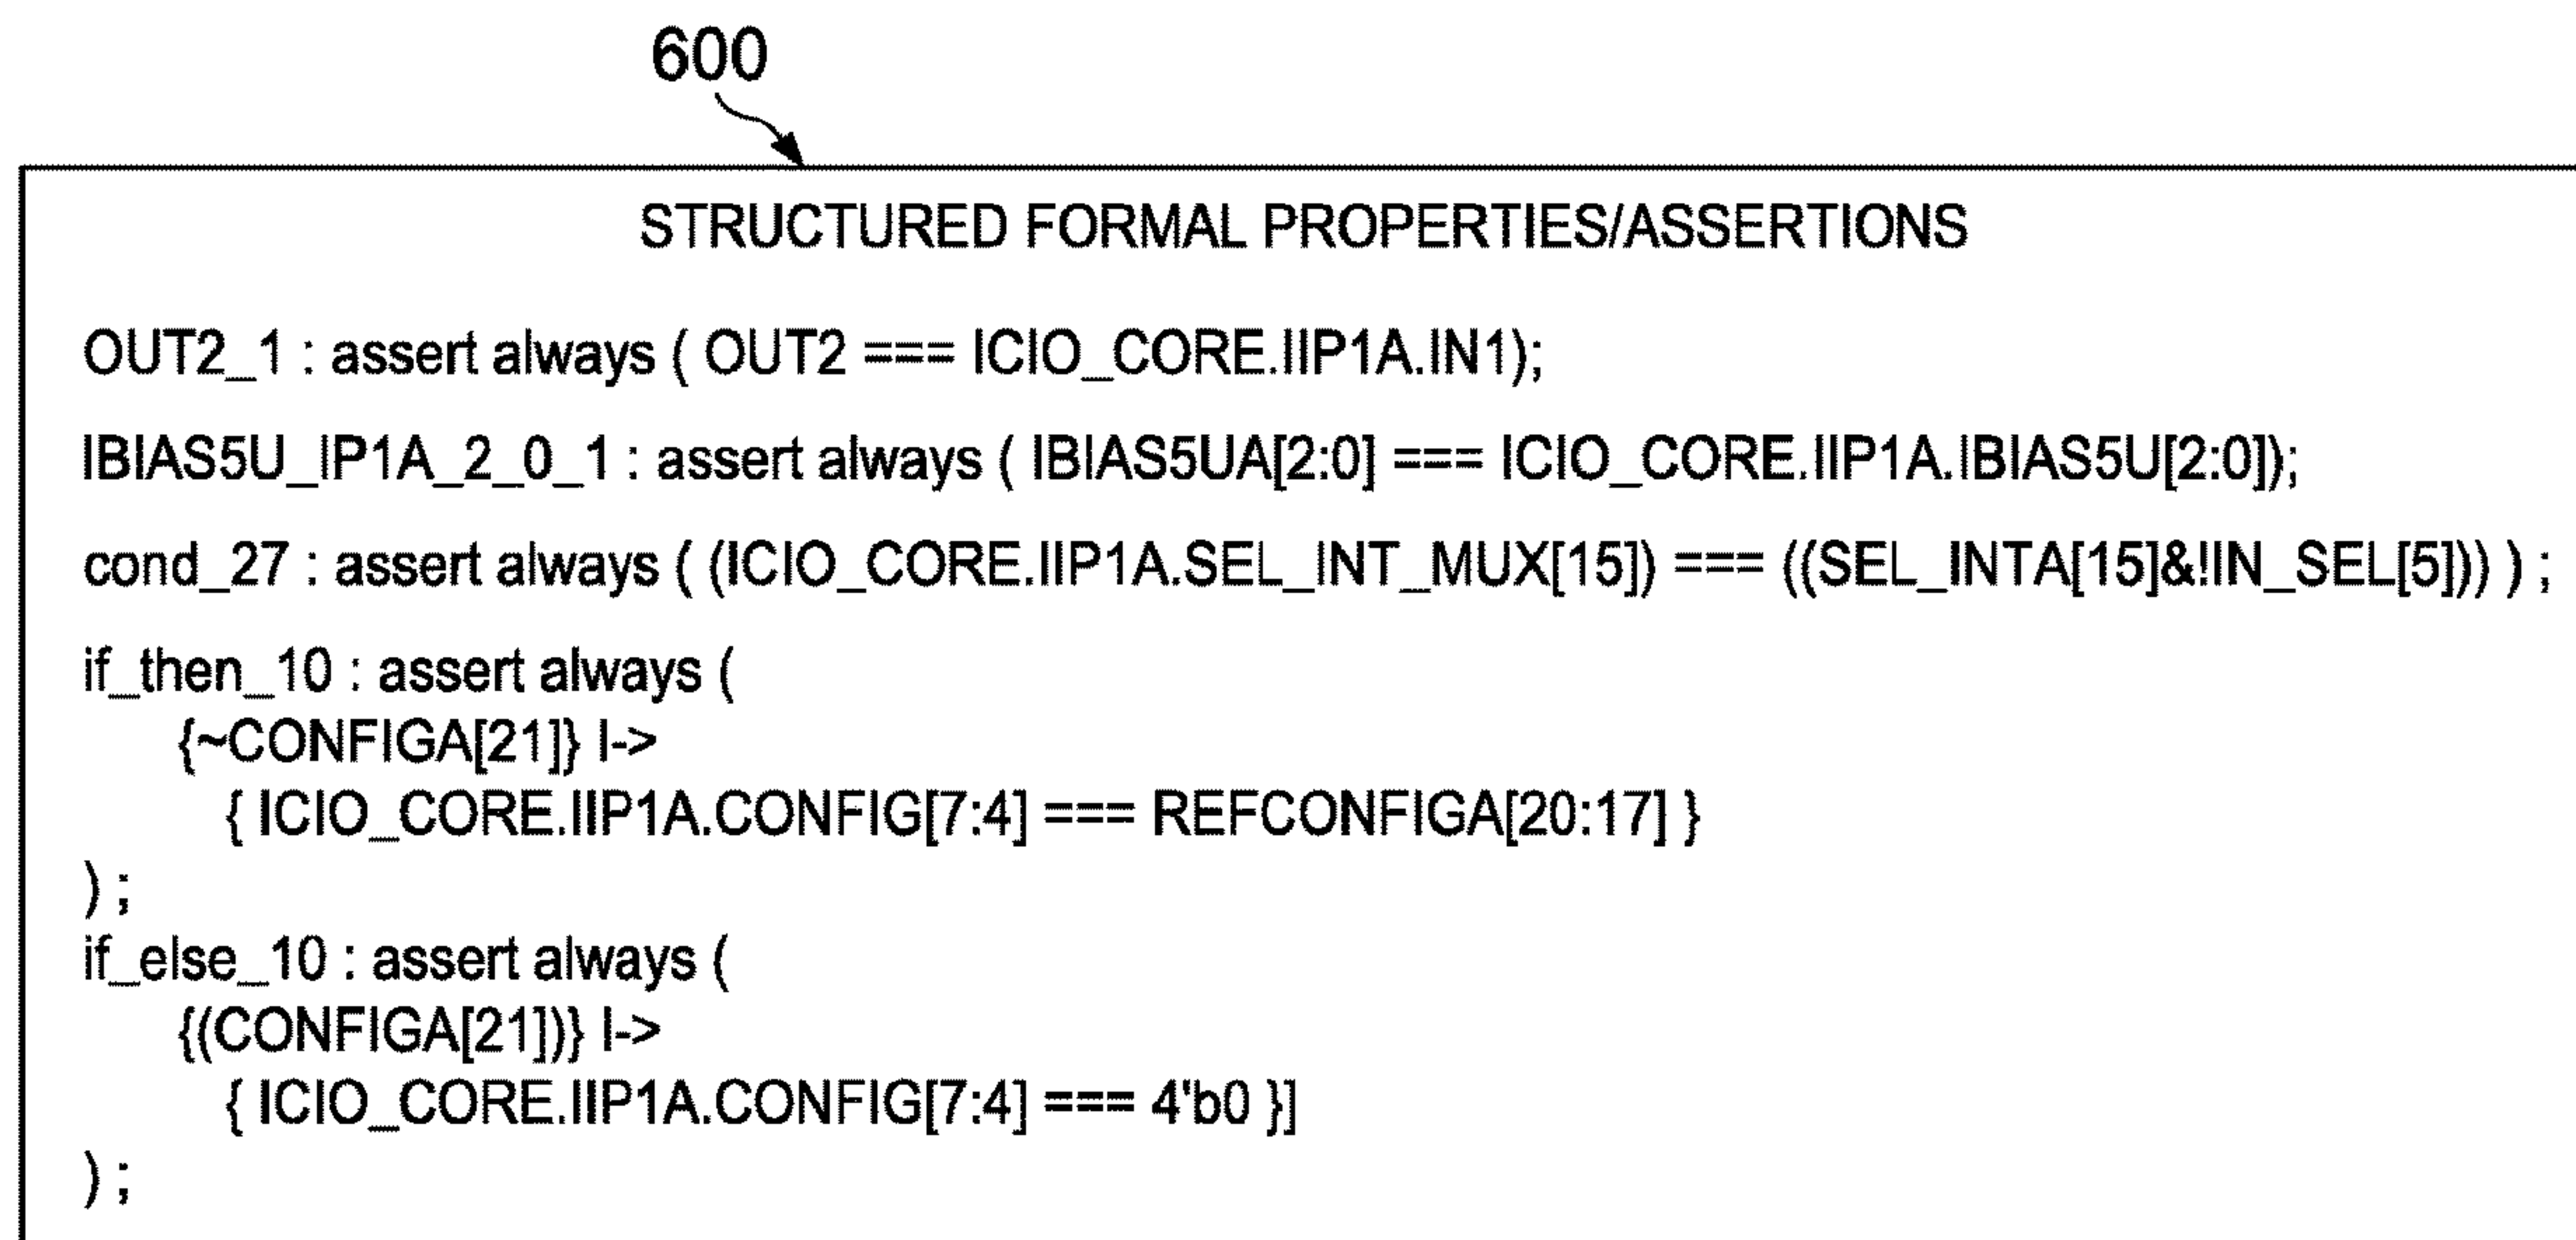 600
STRUCTURED FORMAL PROPERTIES/ASSERTIONS
OUT2_1 : assert always ( OUT2 === ICIO_CORE.IIP1A.IN1);
IBIAS5U_IP1A_2_0_1 : assert always ( IBIAS5UA[2:0] === ICIO_CORE.IIP1A.IBIAS5U[2:0]);
cond_27 : assert always ( (ICIO_CORE.IIP1A.SEL_INT_MUX[15]) === ((SEL_INTA[15]&!IN_SEL[5])) ) ;
if_then_10 : assert always (
{~CONFIGA[21]} I->
{ ICIO_CORE.IIP1A.CONFIG[7:4] === REFCONFIGA[20:17] }
) ;
if_else_10 : assert always (
{(CONFIGA[21])} I->
{ ICIO_CORE.IIP1A.CONFIG[7:4] === 4'b0 }]
) ;